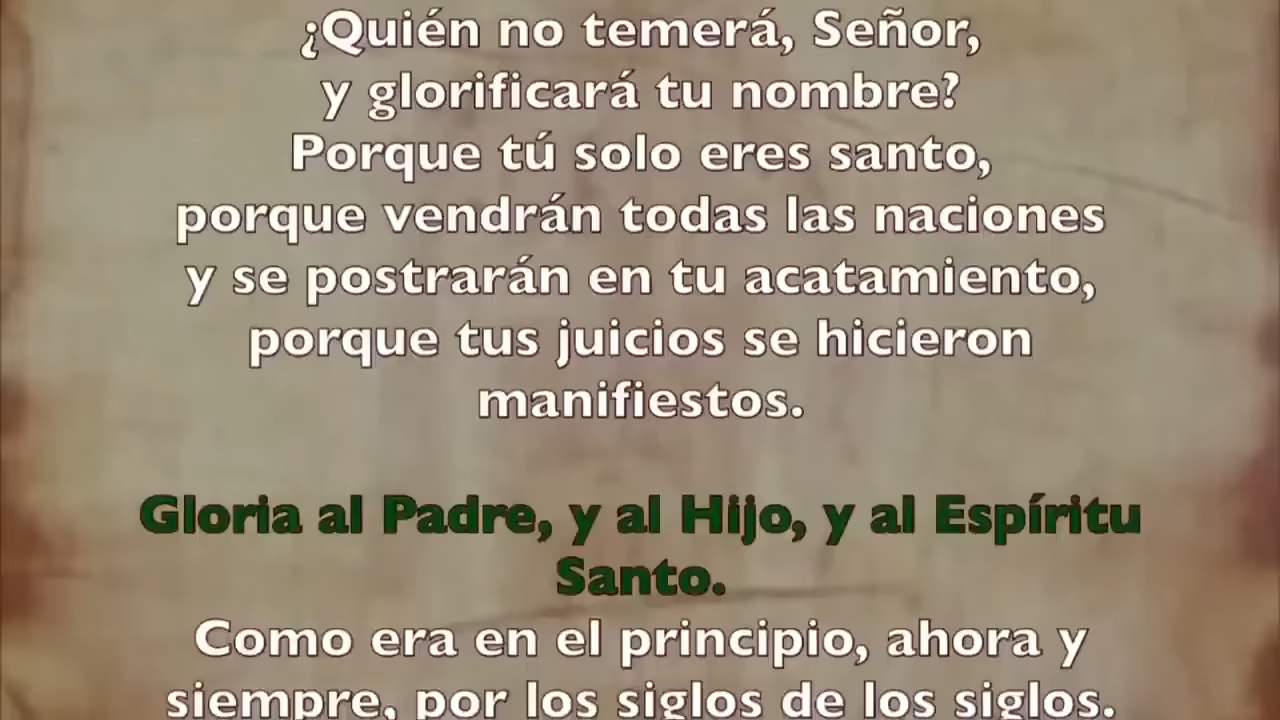 ¿Quién no temerá, Señor,
y glorificará tu nombre?
Porque tú solo eres santo,
porque vendrán todas las naciones
y se postrarán en tu acatamiento,
porque tus juicios se hicieron
manifiestos.
Gloria al Padre, y al Hijo, y al Espíritu
Santo.
Como era en el principio, ahora y
siempre, por los siglos de los siglos.